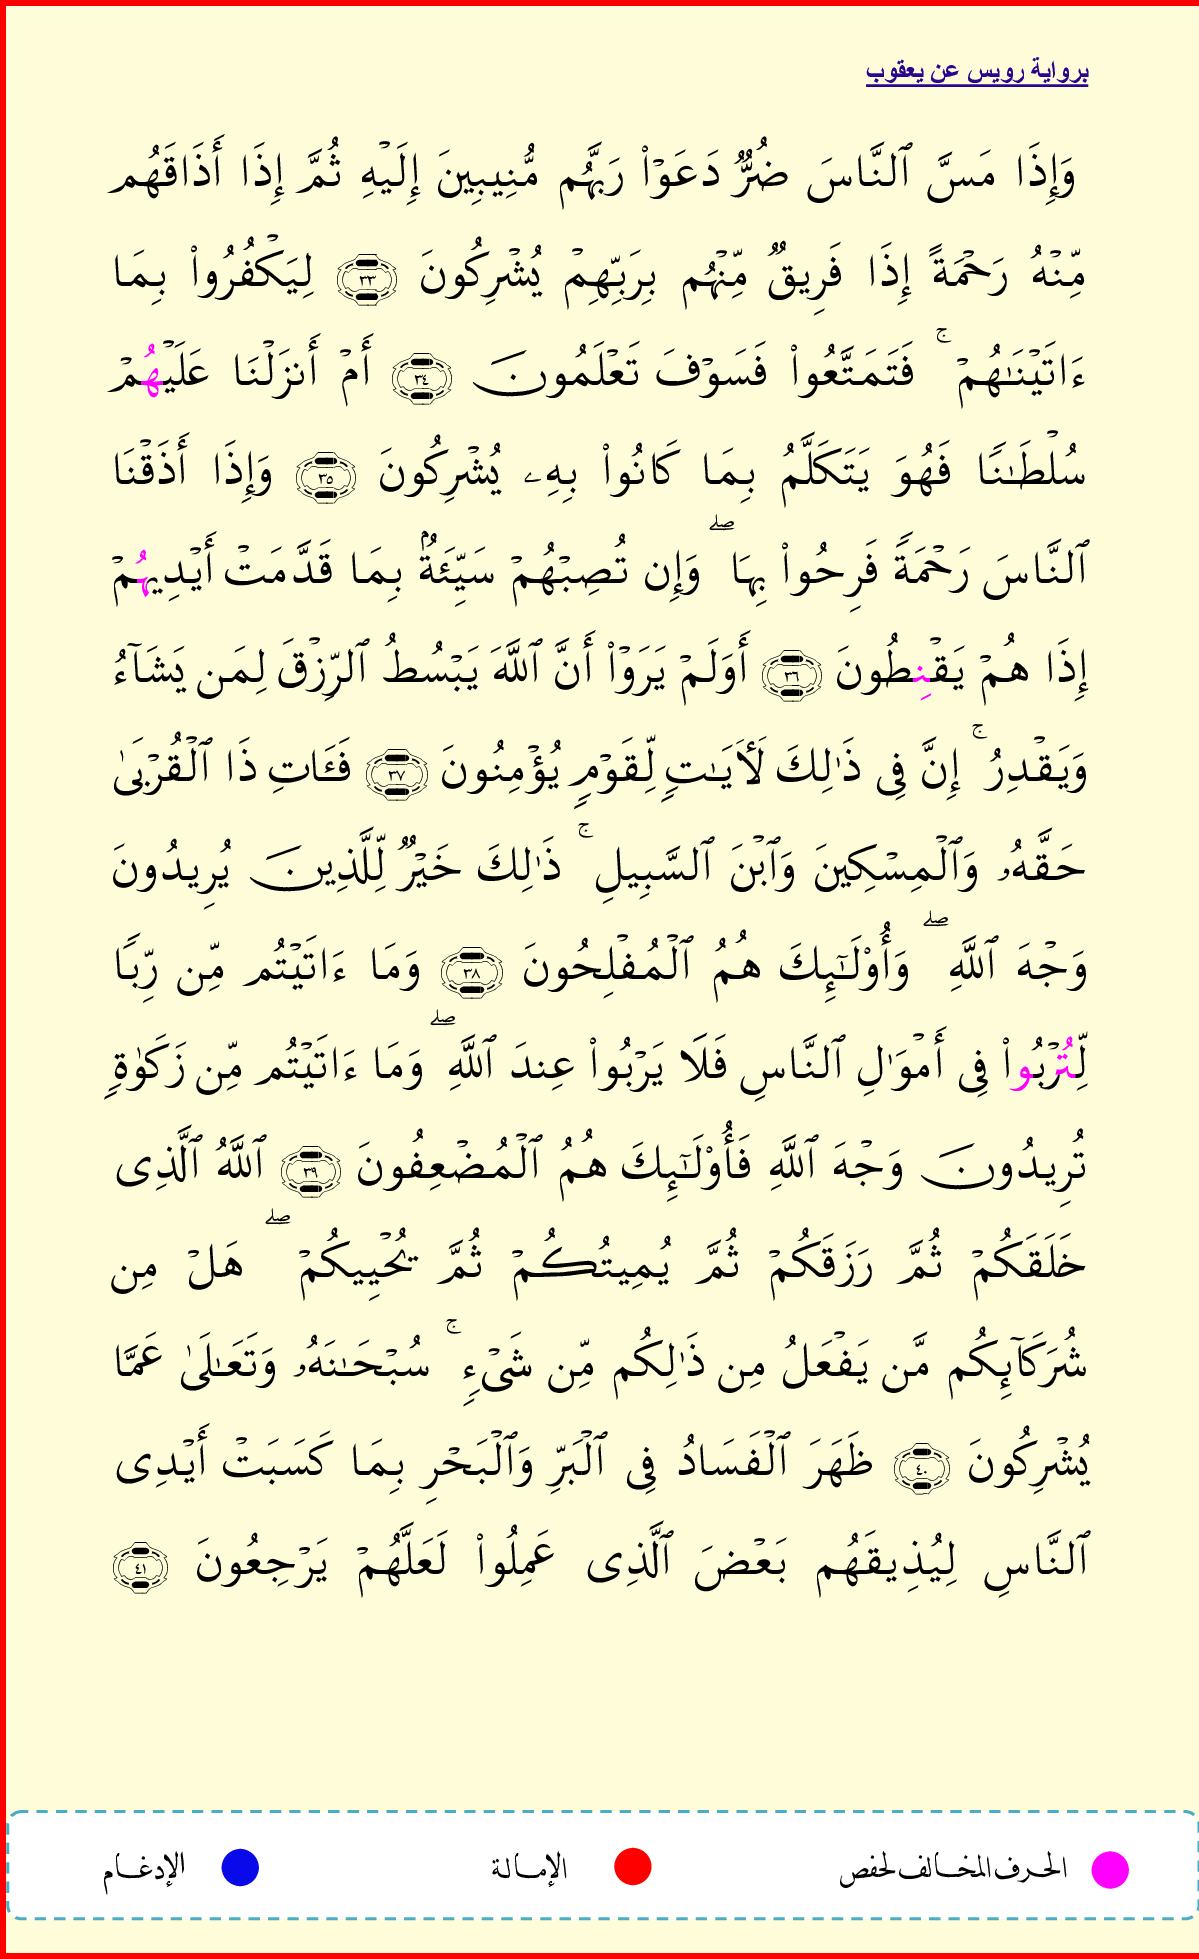 برواية رويس عن يعقوب
وَإِذَا مَسَّ ٱلنَّاسَ ضُرٌّ دَعَوْا۟ رَبَّهُم مُّنِيبِينَ إِلَيْهِ ثُمَّ إِذَا أَذَاقَهُم
مِّنْهُ رَحْمَةً إِذَا فَرِيقٌ مِّنْهُم بِرَبِّهِمْ يُشْرِكُونَ ٣٣ لِيَكْفُرُوا۟ بِمَا
ءَاتَيْنَـٰهُمْ ۚ فَتَمَتَّعُوا۟ فَسَوْفَ تَعْلَمُونَ ٣٤ أَمْ أَنزَلْنَا عَلَيْهُمْ
سُلْطَـٰنًا فَهُوَ يَتَكَلَّمُ بِمَا كَانُوا۟ بِهِۦ يُشْرِكُونَ ٣٥ وَإِذَا أَذَقْنَا
ٱلنَّاسَ رَحْمَةً فَرِحُوا۟ بِهَا ۖ وَإِن تُصِبْهُمْ سَيِّئَةٌۢ بِمَا قَدَّمَتْ أَيْدِيهُمْ
إِذَا هُمْ يَقْنِطُونَ ٣٦ أَوَلَمْ يَرَوْا۟ أَنَّ ٱللَّهَ يَبْسُطُ ٱلرِّزْقَ لِمَن يَشَآءُ
وَيَقْدِرُ ۚ إِنَّ فِى ذَٰلِكَ لَـَٔايَـٰتٍ لِّقَوْمٍ يُؤْمِنُونَ ٣٧ فَـَٔاتِ ذَا ٱلْقُرْبَىٰ
حَقَّهُۥ وَٱلْمِسْكِينَ وَٱبْنَ ٱلسَّبِيلِ ۚ ذَٰلِكَ خَيْرٌ لِّلَّذِينَ يُرِيدُونَ
وَجْهَ ٱللَّهِ ۖ وَأُو۟لَـٰٓئِكَ هُمُ ٱلْمُفْلِحُونَ ٣٨ وَمَا ءَاتَيْتُم مِّن رِّبًا
لِّتُرْبُوا۟ فِى أَمْوَٰلِ ٱلنَّاسِ فَلَا يَرْبُوا۟ عِندَ ٱللَّهِ ۖ وَمَا ءَاتَيْتُم مِّن زَكَوٰةٍ
تُرِيدُونَ وَجْهَ ٱللَّهِ فَأُو۟لَـٰٓئِكَ هُمُ ٱلْمُضْعِفُونَ ٣٩ ٱللَّهُ ٱلَّذِى
خَلَقَكُمْ ثُمَّ رَزَقَكُمْ ثُمَّ يُمِيتُكُمْ ثُمَّ يُحْيِيكُمْ ۖ هَلْ مِن
شُرَكَآئِكُم مَّن يَفْعَلُ مِن ذَٰلِكُم مِّن شَىْءٍ ۚ سُبْحَـٰنَهُۥ وَتَعَـٰلَىٰ عَمَّا
يُشْرِكُونَ ٤٠ ظَهَرَ ٱلْفَسَادُ فِى ٱلْبَرِّ وَٱلْبَحْرِ بِمَا كَسَبَتْ أَيْدِى
ٱلنَّاسِ لِيُذِيقَهُم بَعْضَ ٱلَّذِى عَمِلُوا۟ لَعَلَّهُمْ يَرْجِعُونَ ٤١
الحرف المخالف لحفص الإمالة الإدغام